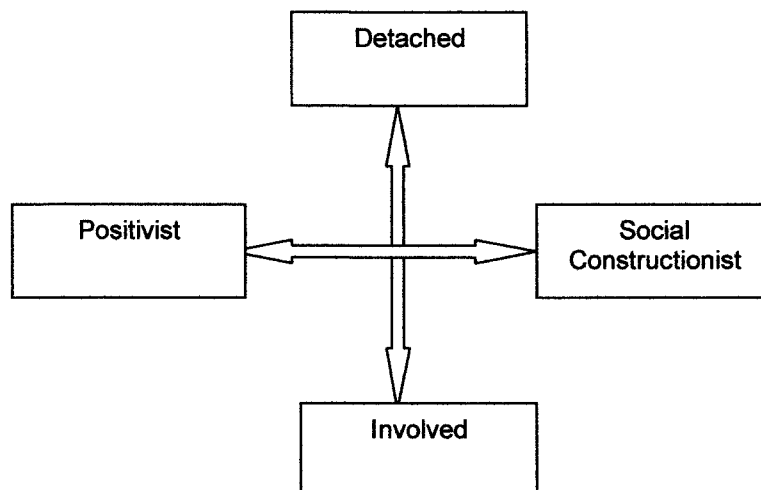 Detached
Positivist
Social
Constructionist
Involved